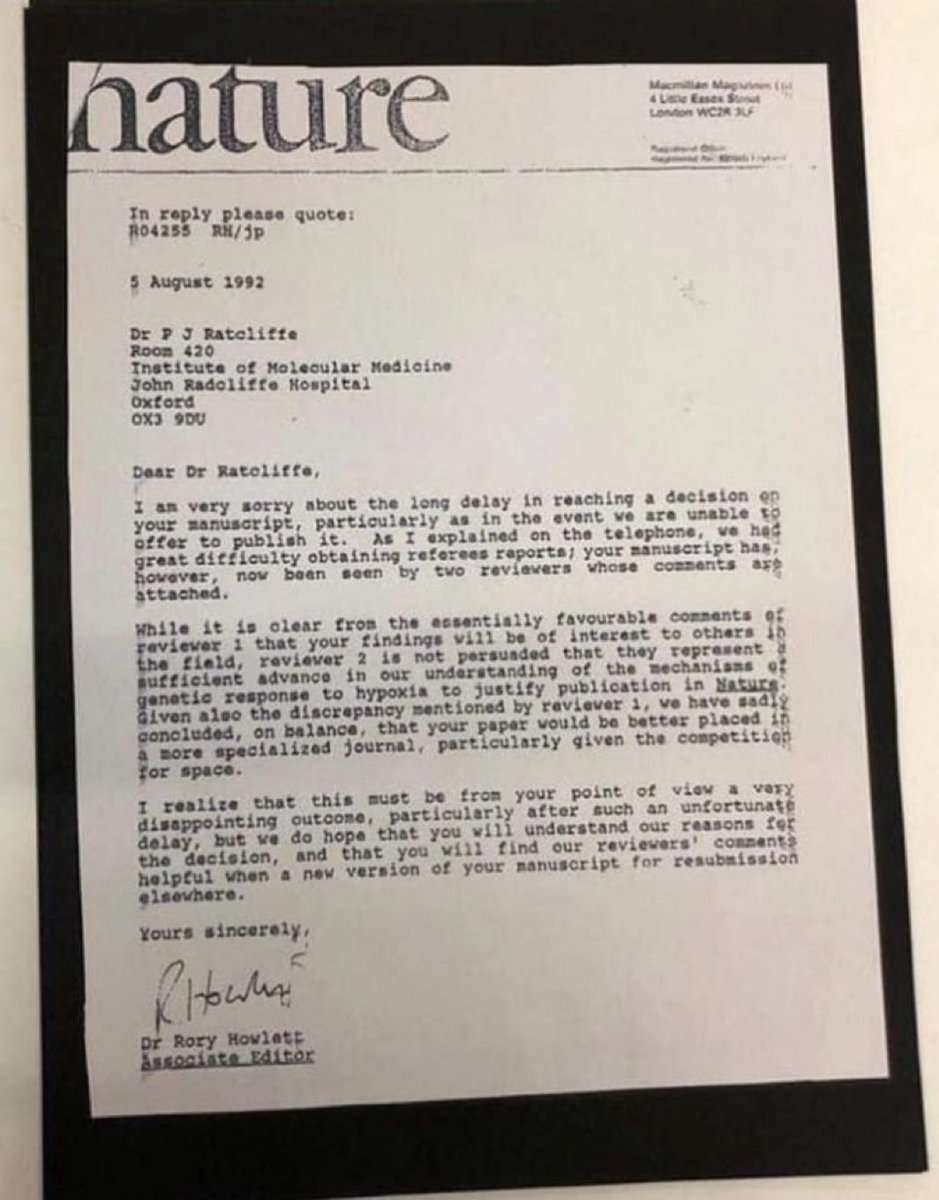 nature
Macmillan Magazines Ltd
4 Little Essex Street
London WC2R 3LF
Registered Office
In reply please quote:
R04255 RH/jp
5 August 1992
Dr P J Ratcliffe
Room 420
Institute of Molecular Medicine
John Radcliffe Hospital
Oxford
OX3 9DU
Dear Dr Ratcliffe,
I am very sorry about the long delay in reaching a decision on
your manuscript, particularly as in the event we are unable to
offer to publish it. As I explained on the telephone, we had
great difficulty obtaining referees reports; your manuscript has,
however, now been seen by two reviewers whose comments are
attached.
While it is clear from the essentially favourable comments of
reviewer 1 that your findings will be of interest to others in
the field, reviewer 2 is not persuaded that they represent a
sufficient advance in our understanding of the mechanisms of
genetic response to hypoxia to justify publication in Nature.
Given also the discrepancy mentioned by reviewer 1, we have sadly
concluded, on balance, that your paper would be better placed in
a more specialized journal, particularly given the competition
for space.
I realize that this must be from your point of view a very
disappointing outcome, particularly after such an unfortunate
delay, but we do hope that you will understand our reasons for
the decision, and that you will find our reviewers' comments
helpful when a new version of your manuscript for resubmission
elsewhere.
Yours sincerely,
R Howlett
Dr Rory Howlett
Associate Editor